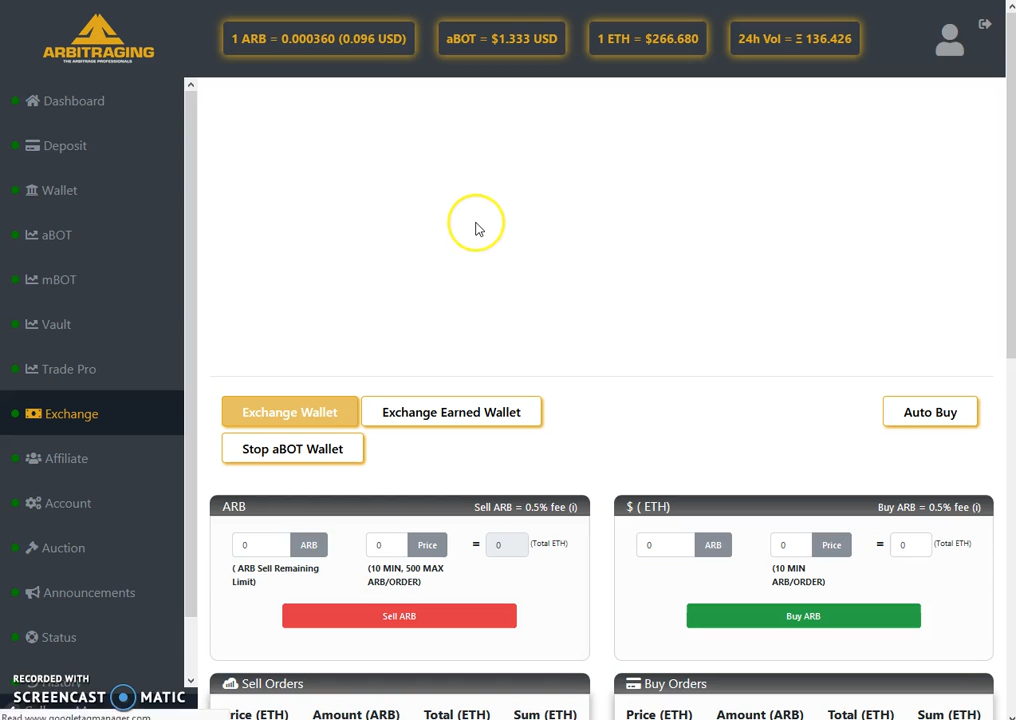 ARBITRAGING
THE ARBITRAGE PROFESSIONALS
1 ARB = 0.000360 (0.096 USD)
aBOT = $1.333 USD
1 ETH = $266.680
24h Vol = Ξ 136.426
Dashboard
Deposit
Wallet
aBOT
mBOT
Vault
Trade Pro
Exchange
Affiliate
Account
Auction
Announcements
Status
Exchange Wallet
Exchange Earned Wallet
Auto Buy
Stop aBOT Wallet
ARB
Sell ARB = 0.5% fee (i)
0 ARB
0 Price
=
0
(Total ETH)
( ARB Sell Remaining
Limit)
(10 MIN, 500 MAX
ARB/ORDER)
Sell ARB
$ ( ETH)
Buy ARB = 0.5% fee (i)
0 ARB
0 Price
=
0
(Total ETH)
(10 MIN
ARB/ORDER)
Buy ARB
Sell Orders
Price (ETH) Amount (ARB) Total (ETH) Sum (ETH)
Buy Orders
Price (ETH) Amount (ARB) Total (ETH) Sum (ETH)
RECORDED WITH
SCREENCAST MATIC
Read www.googletagmanager.com